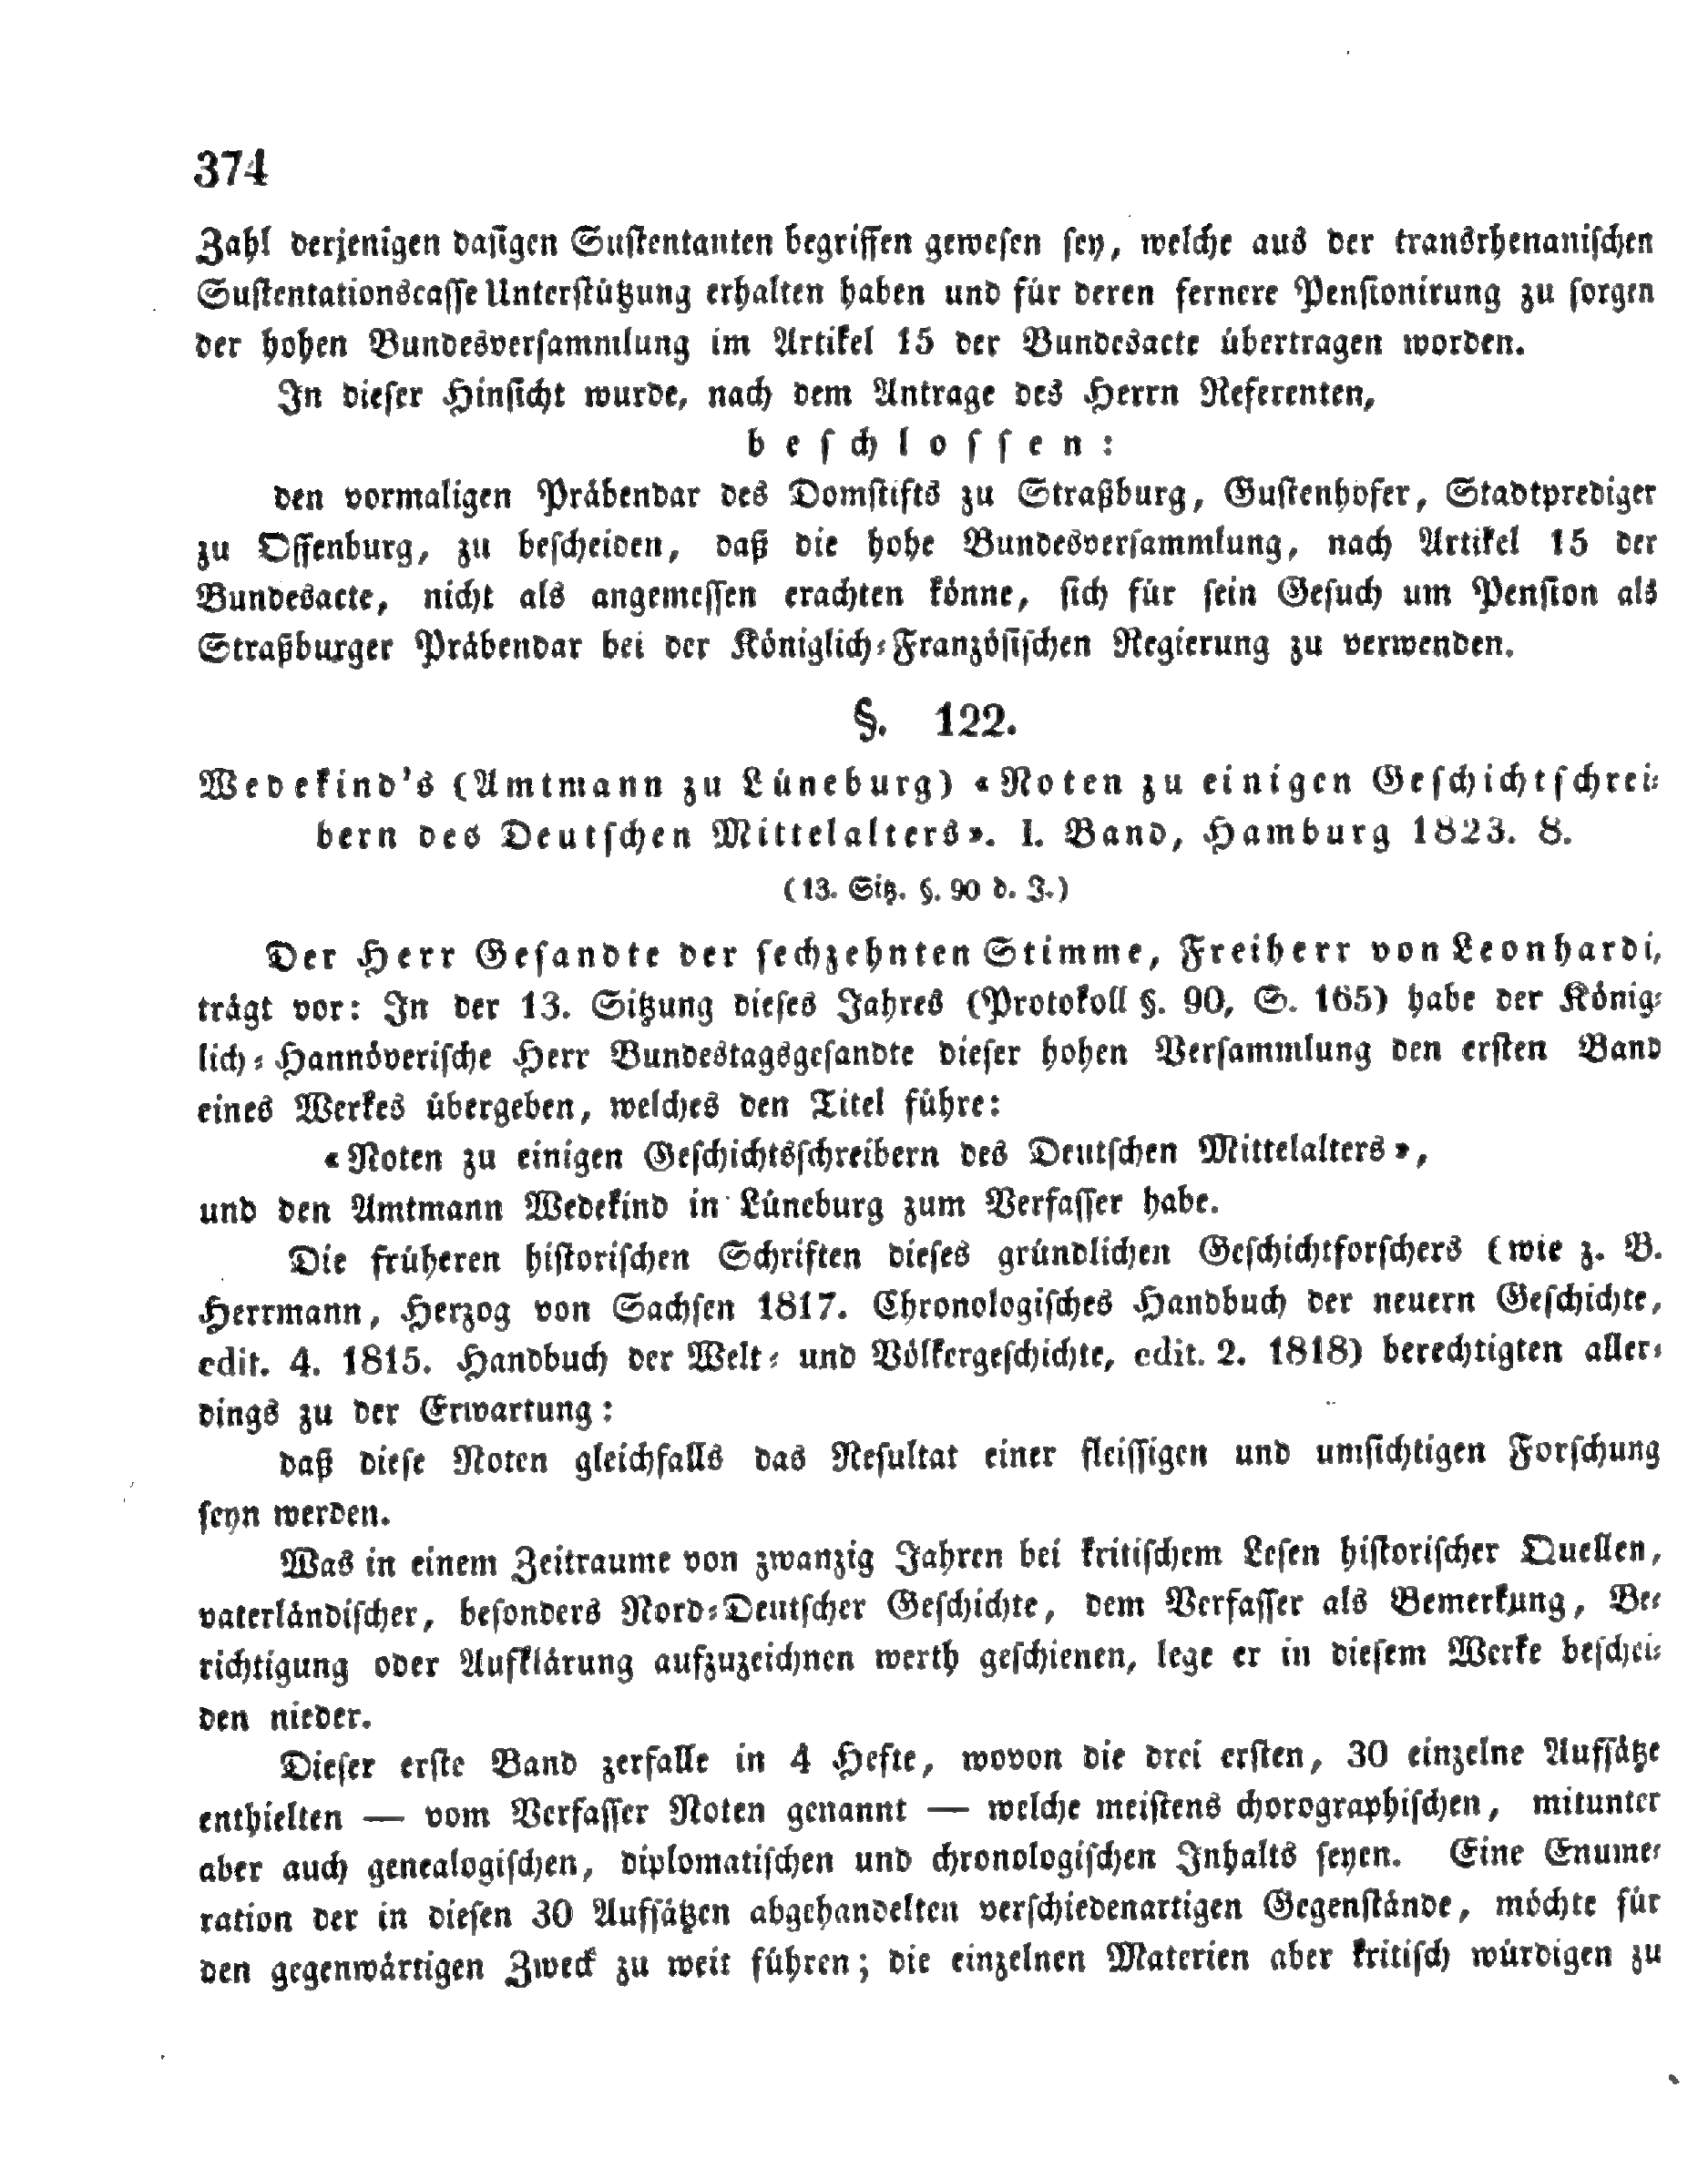 374
Zahl derjenigen dasigen Sustentanten begriffen gewesen sey, welche aus der transrhenanischen
Sustentationscasse Unterstützung erhalten haben und für deren fernere Pensionirung zu sorgen
der hohen Bundesversammlung im Artikel 15 der Bundesacte übertragen worden.
In dieser Hinsicht wurde, nach dem Antrage des Herrn Referenten,
beschlossen:
den vormaligen Präbendar des Domstifts zu Straßburg, Gustenhofer, Stadtprediger
zu Offenburg, zu bescheiden, daß die hohe Bundesversammlung, nach Artikel 15 der
Bundesacte, nicht als angemessen erachten könne, sich für sein Gesuch um Pension als
Straßburger Präbendar bei der Königlich-Französischen Regierung zu verwenden.
§. 122.
Wedekind's (Amtmann zu Lüneburg) «Noten zu einigen Geschichtschrei-
bern des Deutschen Mittelalters». I. Band, Hamburg 1823. 8.
(13. Sitz. §. 90 d. J.)
Der Herr Gesandte der sechzehnten Stimme, Freiherr von Leonhardi,
trägt vor: In der 13. Sitzung dieses Jahres (Protokoll §. 90, S. 165) habe der König-
lich-Hannöverische Herr Bundestagsgesandte dieser hohen Versammlung den ersten Band
eines Werkes übergeben, welches den Titel führe:
«Noten zu einigen Geschichtsschreibern des Deutschen Mittelalters»,
und den Amtmann Wedekind in Lüneburg zum Verfasser habe.
Die früheren historischen Schriften dieses gründlichen Geschichtforschers (wie z. B.
Herrmann, Herzog von Sachsen 1817. Chronologisches Handbuch der neuern Geschichte,
edit. 4. 1815. Handbuch der Welt- und Völkergeschichte, edit. 2. 1818) berechtigten aller-
dings zu der Erwartung:
daß diese Noten gleichfalls das Resultat einer fleissigen und umsichtigen Forschung
seyn werden.
Was in einem Zeitraume von zwanzig Jahren bei kritischem Lesen historischer Quellen,
vaterländischer, besonders Nord-Deutscher Geschichte, dem Verfasser als Bemerkung, Be-
richtigung oder Aufklärung aufzuzeichnen werth geschienen, lege er in diesem Werke beschei-
den nieder.
Dieser erste Band zerfalle in 4 Hefte, wovon die drei ersten, 30 einzelne Aufsätze
enthielten — vom Verfasser Noten genannt — welche meistens chorographischen, mitunter
aber auch genealogischen, diplomatischen und chronologischen Inhalts seyen. Eine Enume-
ration der in diesen 30 Aufsätzen abgehandelten verschiedenartigen Gegenstände, möchte für
den gegenwärtigen Zweck zu weit führen; die einzelnen Materien aber kritisch würdigen zu